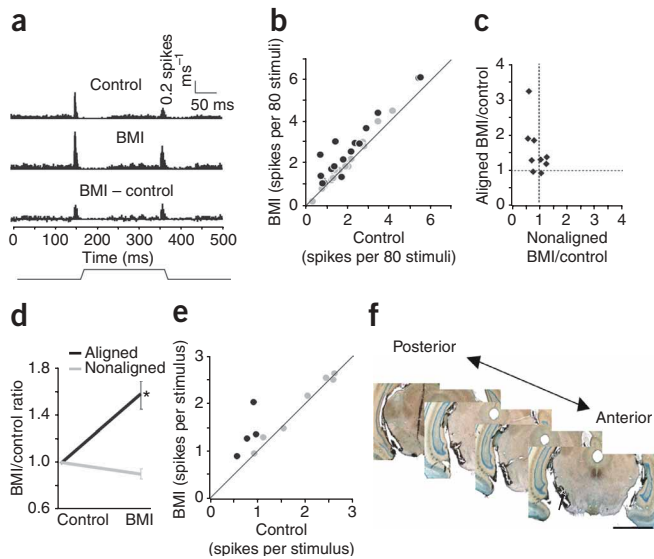 a
Control
0.2 spikes
ms⁻¹
50 ms
BMI
BMI – control
0 100 200 300 400 500
Time (ms)
b
BMI (spikes per 80 stimuli)
6
4
2
0
0 2 4 6
Control
(spikes per 80 stimuli)
c
Aligned BMI/control
4
3
2
1
0
0 1 2 3 4
Nonaligned
BMI/control
d
BMI/control ratio
1.8
1.4
1.0
0.6
Aligned
Nonaligned
*
Control BMI
e
BMI (spikes per stimulus)
3
2
1
0
0 1 2 3
Control
(spikes per stimulus)
f
Posterior
Anterior